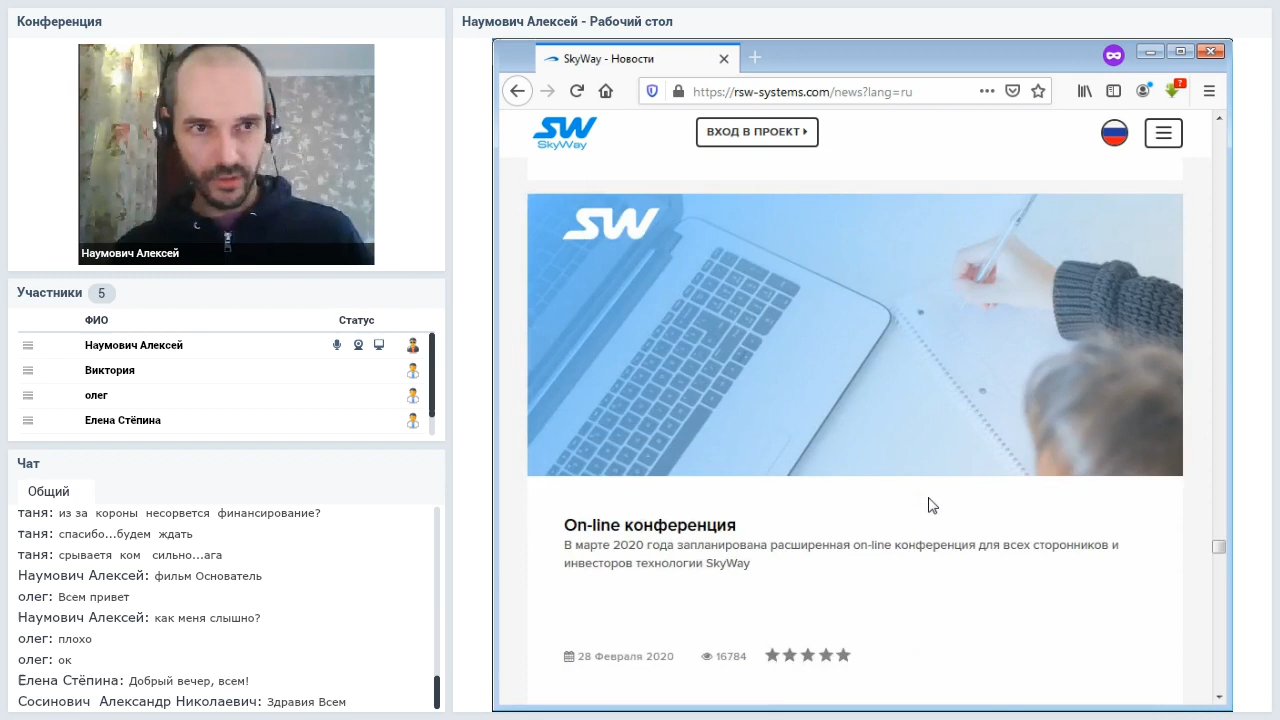 Конференция
Наумович Алексей
Участники 5
ФИО Статус
Наумович Алексей
Виктория
олег
Елена Стёпина
Чат
Общий
таня: из за короны несорвется финансирование?
таня: спасибо...будем ждать
таня: срываетя ком сильно...ага
Наумович Алексей: фильм Основатель
олег: Всем привет
Наумович Алексей: как меня слышно?
олег: плохо
олег: ок
Елена Стёпина: Добрый вечер, всем!
Сосинович Александр Николаевич: Здравия Всем
Наумович Алексей - Рабочий стол
SkyWay - Новости
https://rsw-systems.com/news?lang=ru
?
SW
SkyWay
ВХОД В ПРОЕКТ
SW
On-line конференция
В марте 2020 года запланирована расширенная on-line конференция для всех сторонников и
инвесторов технологии SkyWay
28 Февраля 2020 16784